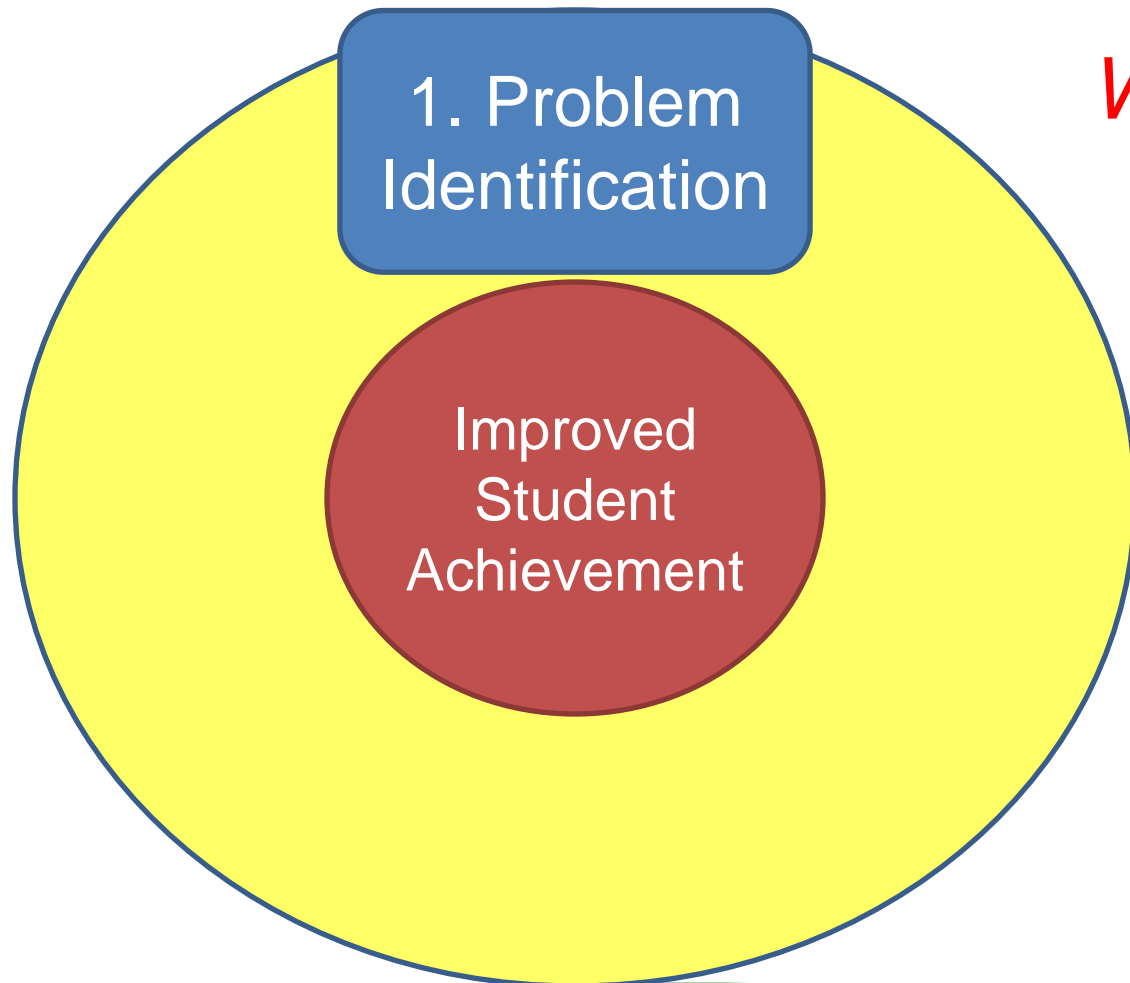 1. Problem
Identification
Improved
Student
Achievement